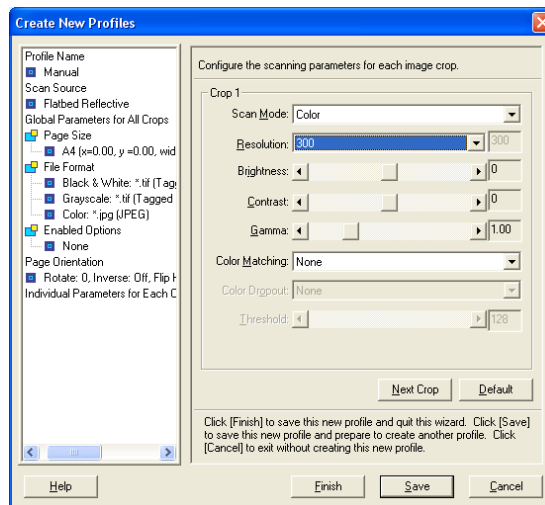 Create New Profiles
Profile Name
Manual
Scan Source
Flatbed Reflective
Global Parameters for All Crops
Page Size
A4 (x=0.00, y =0.00, wid
File Format
Black & White: *.tif (Tagg
Grayscale: *.tif (Tagged
Color: *.jpg (JPEG)
Enabled Options
None
Page Orientation
Rotate: 0, Inverse: Off, Flip H
Individual Parameters for Each C
Configure the scanning parameters for each image crop.
Crop 1
Scan Mode: Color
Resolution: 300 300
Brightness: 0
Contrast: 0
Gamma: 1.00
Color Matching: None
Color Dropout: None
Threshold: 128
Next Crop Default
Click [Finish] to save this new profile and quit this wizard. Click [Save]
to save this new profile and prepare to create another profile. Click
[Cancel] to exit without creating this new profile.
Help Finish Save Cancel